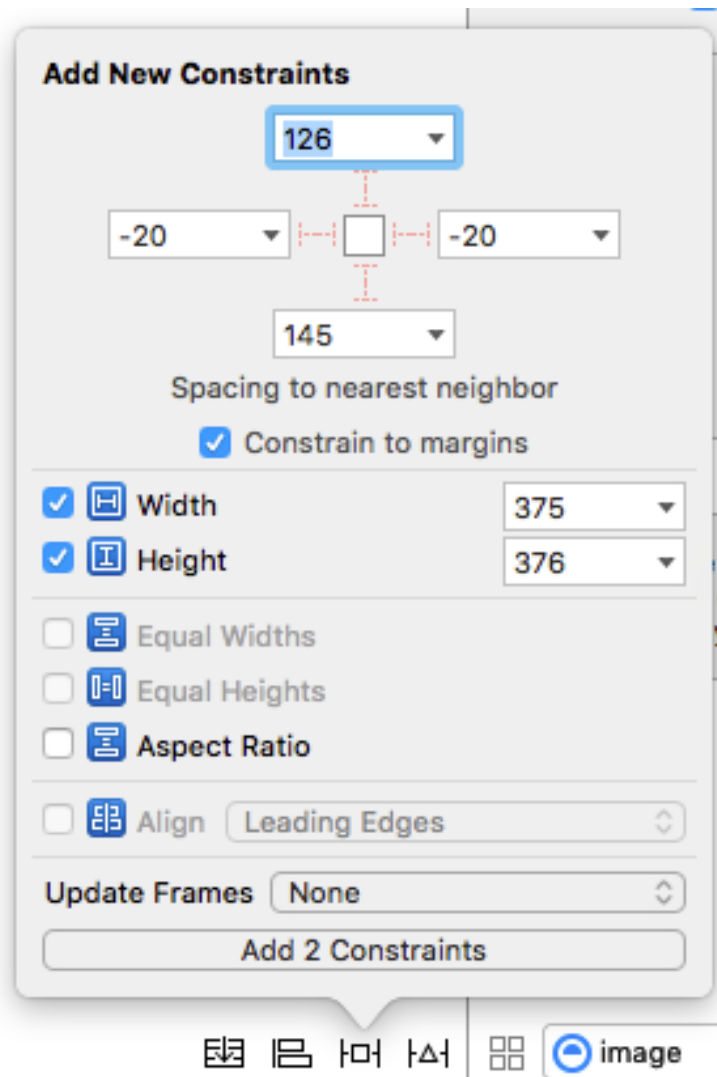 Add New Constraints
126
-20
-20
145
Spacing to nearest neighbor
Constrain to margins
Width 375
Height 376
Equal Widths
Equal Heights
Aspect Ratio
Align Leading Edges
Update Frames None
Add 2 Constraints
image